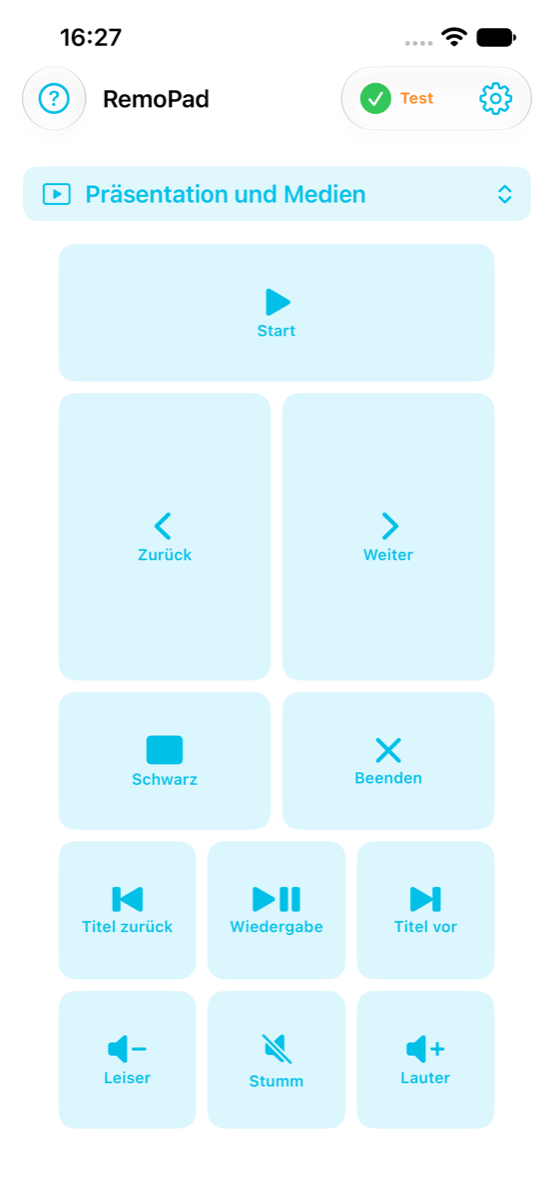 16:27
RemoPad
Test
Präsentation und Medien
Start
Zurück
Weiter
Schwarz
Beenden
Titel zurück
Wiedergabe
Titel vor
Leiser
Stumm
Lauter